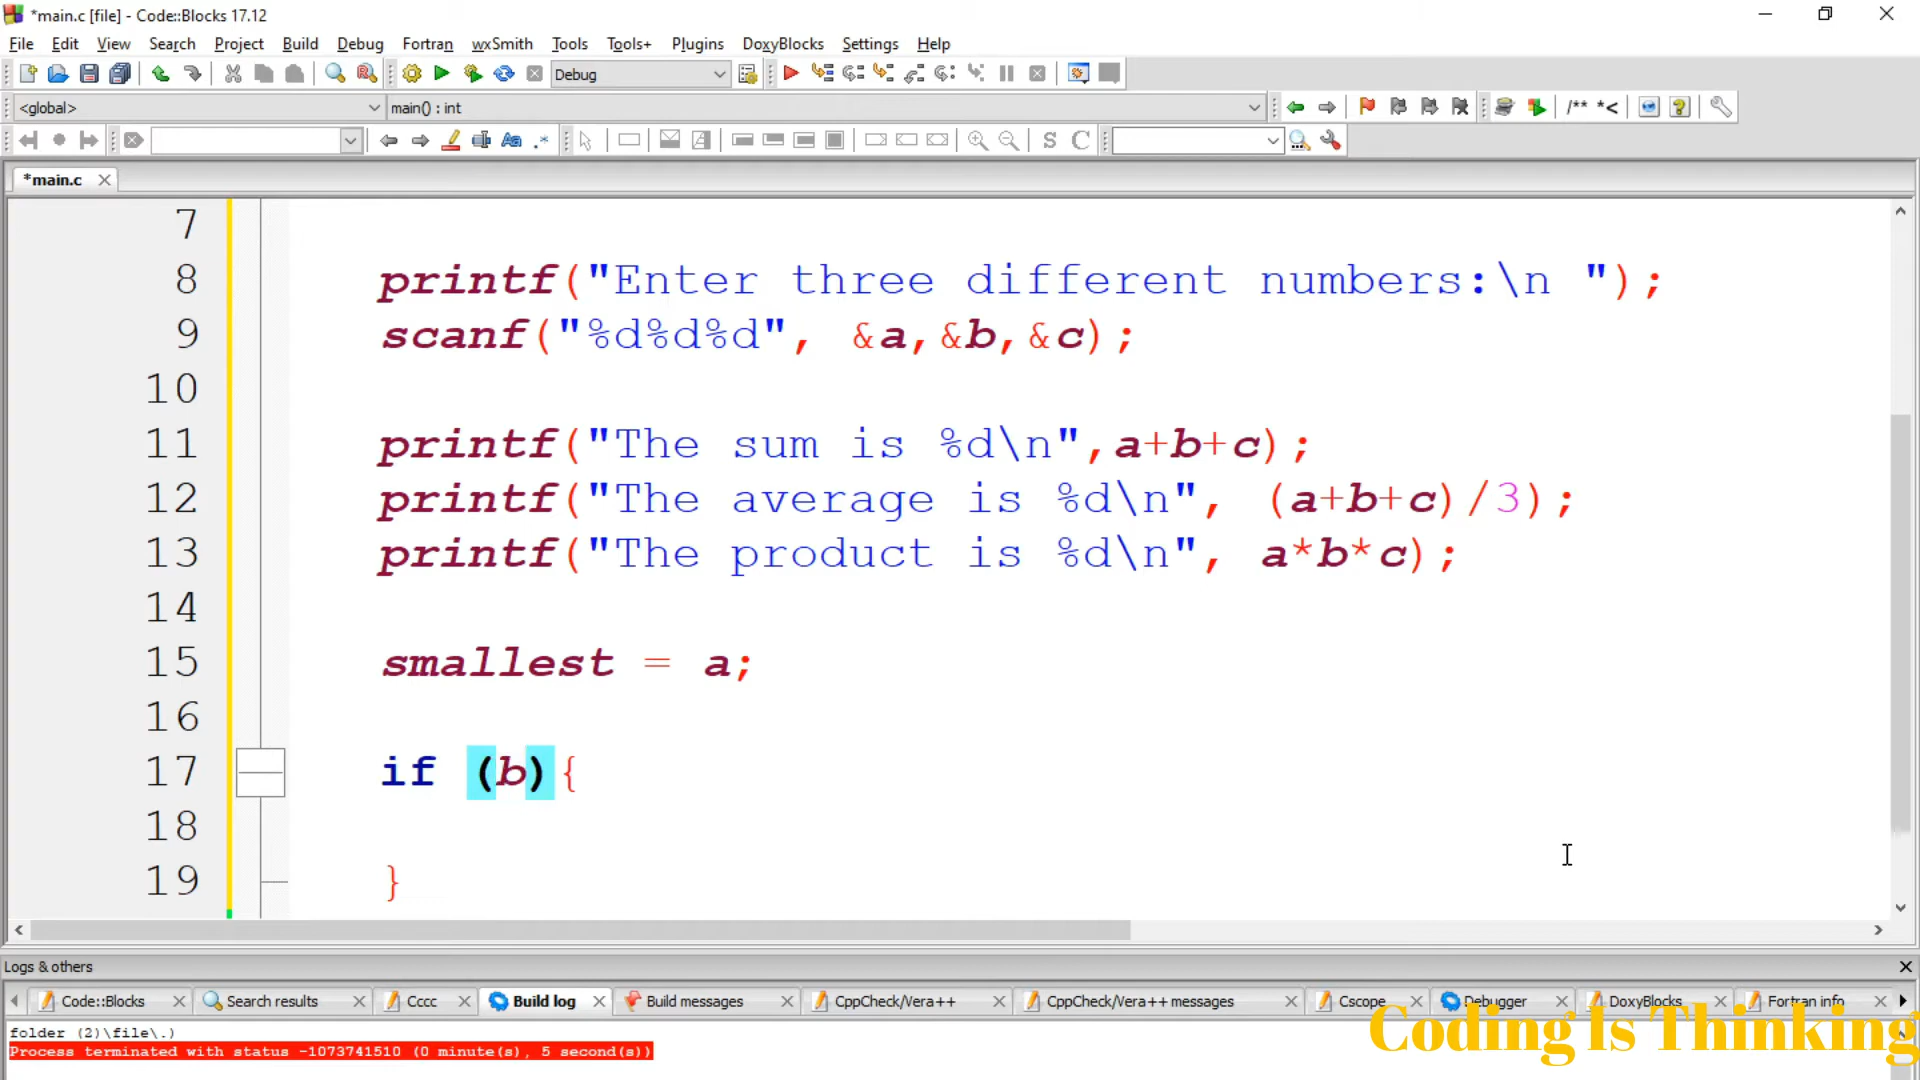 *main.c [file] - Code::Blocks 17.12
File Edit View Search Project Build Debug Fortran wxSmith Tools Tools+ Plugins DoxyBlocks Settings Help
Debug
<global> main() : int /** *<
Aa .* S C
*main.c
7
8 printf("Enter three different numbers:\n ");
9 scanf("%d%d%d", &a,&b,&c);
10
11 printf("The sum is %d\n",a+b+c);
12 printf("The average is %d\n", (a+b+c)/3);
13 printf("The product is %d\n", a*b*c);
14
15 smallest = a;
16
17 if (b){
18
19 }
Logs & others
Code::Blocks Search results Cccc Build log Build messages CppCheck/Vera++ CppCheck/Vera++ messages Cscope Debugger DoxyBlocks Fortran info
folder (2)\file\.)
Process terminated with status -1073741510 (0 minute(s), 5 second(s))
Coding Is Thinking